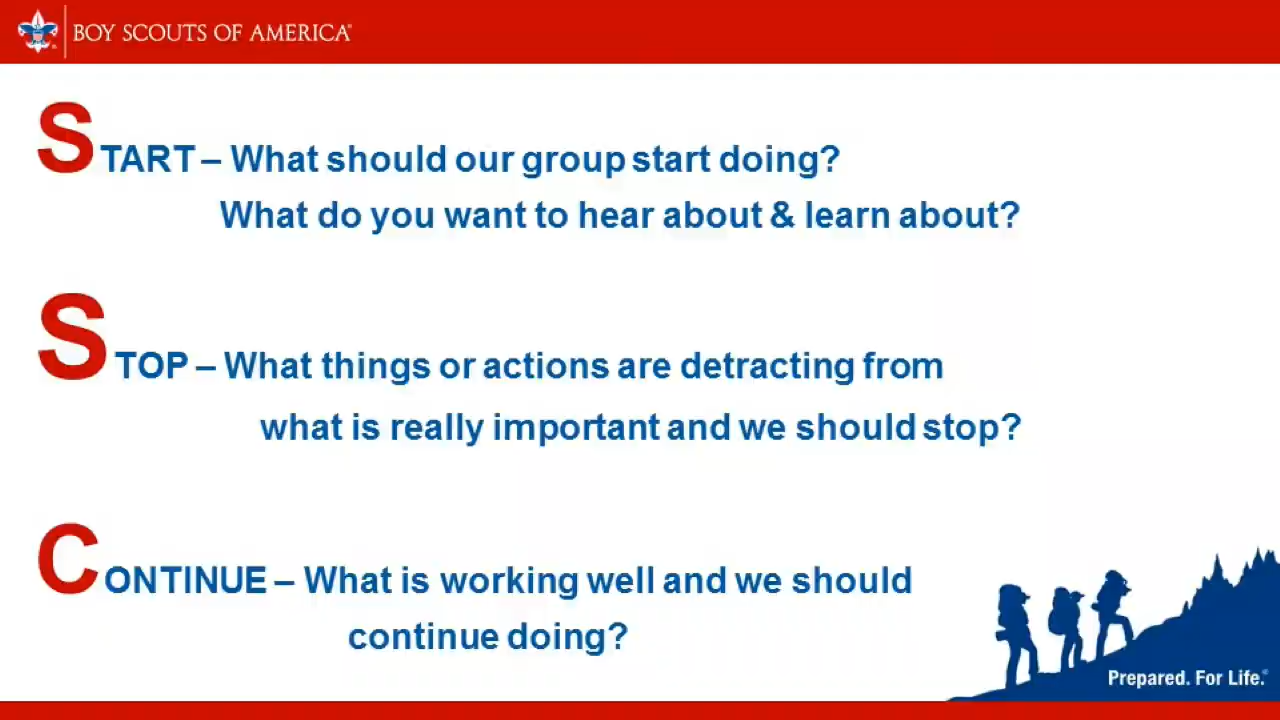 BOY SCOUTS OF AMERICA®
START – What should our group start doing?
What do you want to hear about & learn about?
STOP – What things or actions are detracting from
what is really important and we should stop?
CONTINUE – What is working well and we should
continue doing?
Prepared. For Life.®